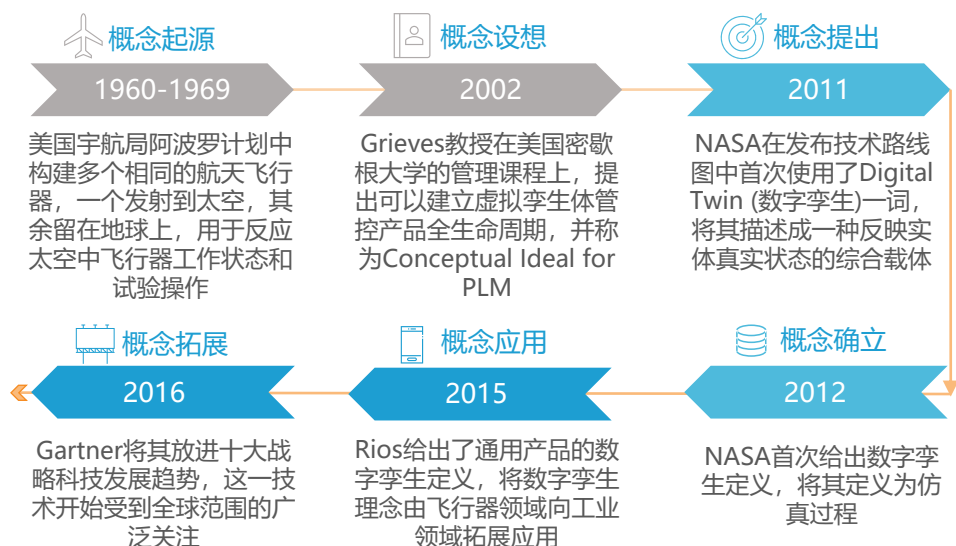 概念起源
1960-1969
美国宇航局阿波罗计划中
构建多个相同的航天飞行
器，一个发射到太空，其
余留在地球上，用于反应
太空中飞行器工作状态和
试验操作
概念设想
2002
Grieves教授在美国密歇
根大学的管理课程上，提
出可以建立虚拟孪生体管
控产品全生命周期，并称
为Conceptual Ideal for
PLM
概念提出
2011
NASA在发布技术路线
图中首次使用了Digital
Twin (数字孪生)一词，
将其描述成一种反映实
体真实状态的综合载体
概念确立
2012
NASA首次给出数字孪
生定义，将其定义为仿
真过程
概念应用
2015
Rios给出了通用产品的数
字孪生定义，将数字孪生
理念由飞行器领域向工业
领域拓展应用
概念拓展
2016
Gartner将其放进十大战
略科技发展趋势，这一技
术开始受到全球范围的广
泛关注